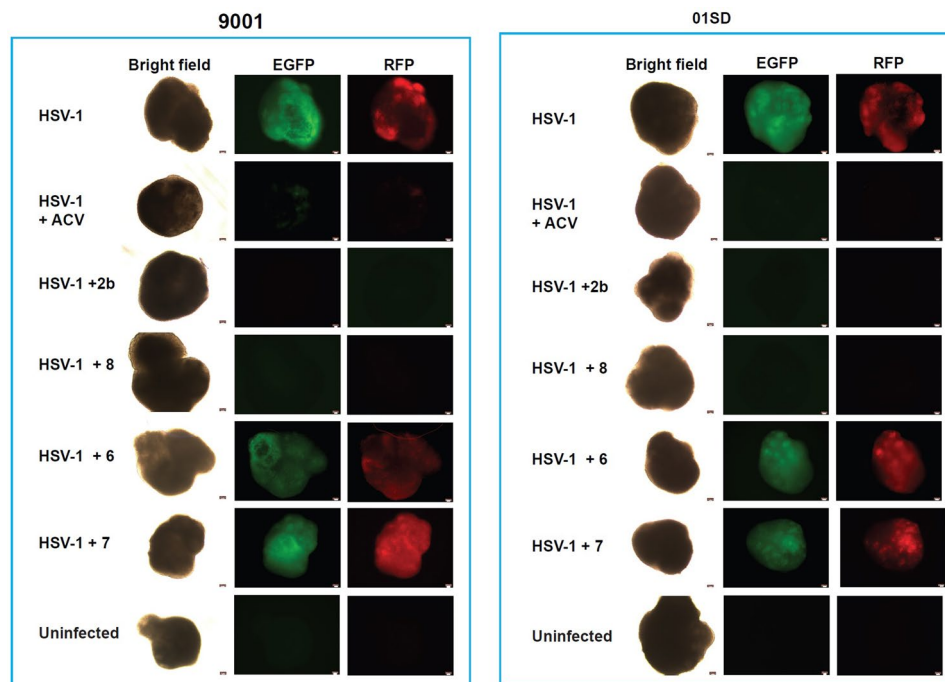 9001
Bright field EGFP RFP
HSV-1
HSV-1
+ ACV
HSV-1 +2b
HSV-1 + 8
HSV-1 + 6
HSV-1 + 7
Uninfected
01SD
Bright field EGFP RFP
HSV-1
HSV-1
+ ACV
HSV-1 +2b
HSV-1 + 8
HSV-1 + 6
HSV-1 + 7
Uninfected